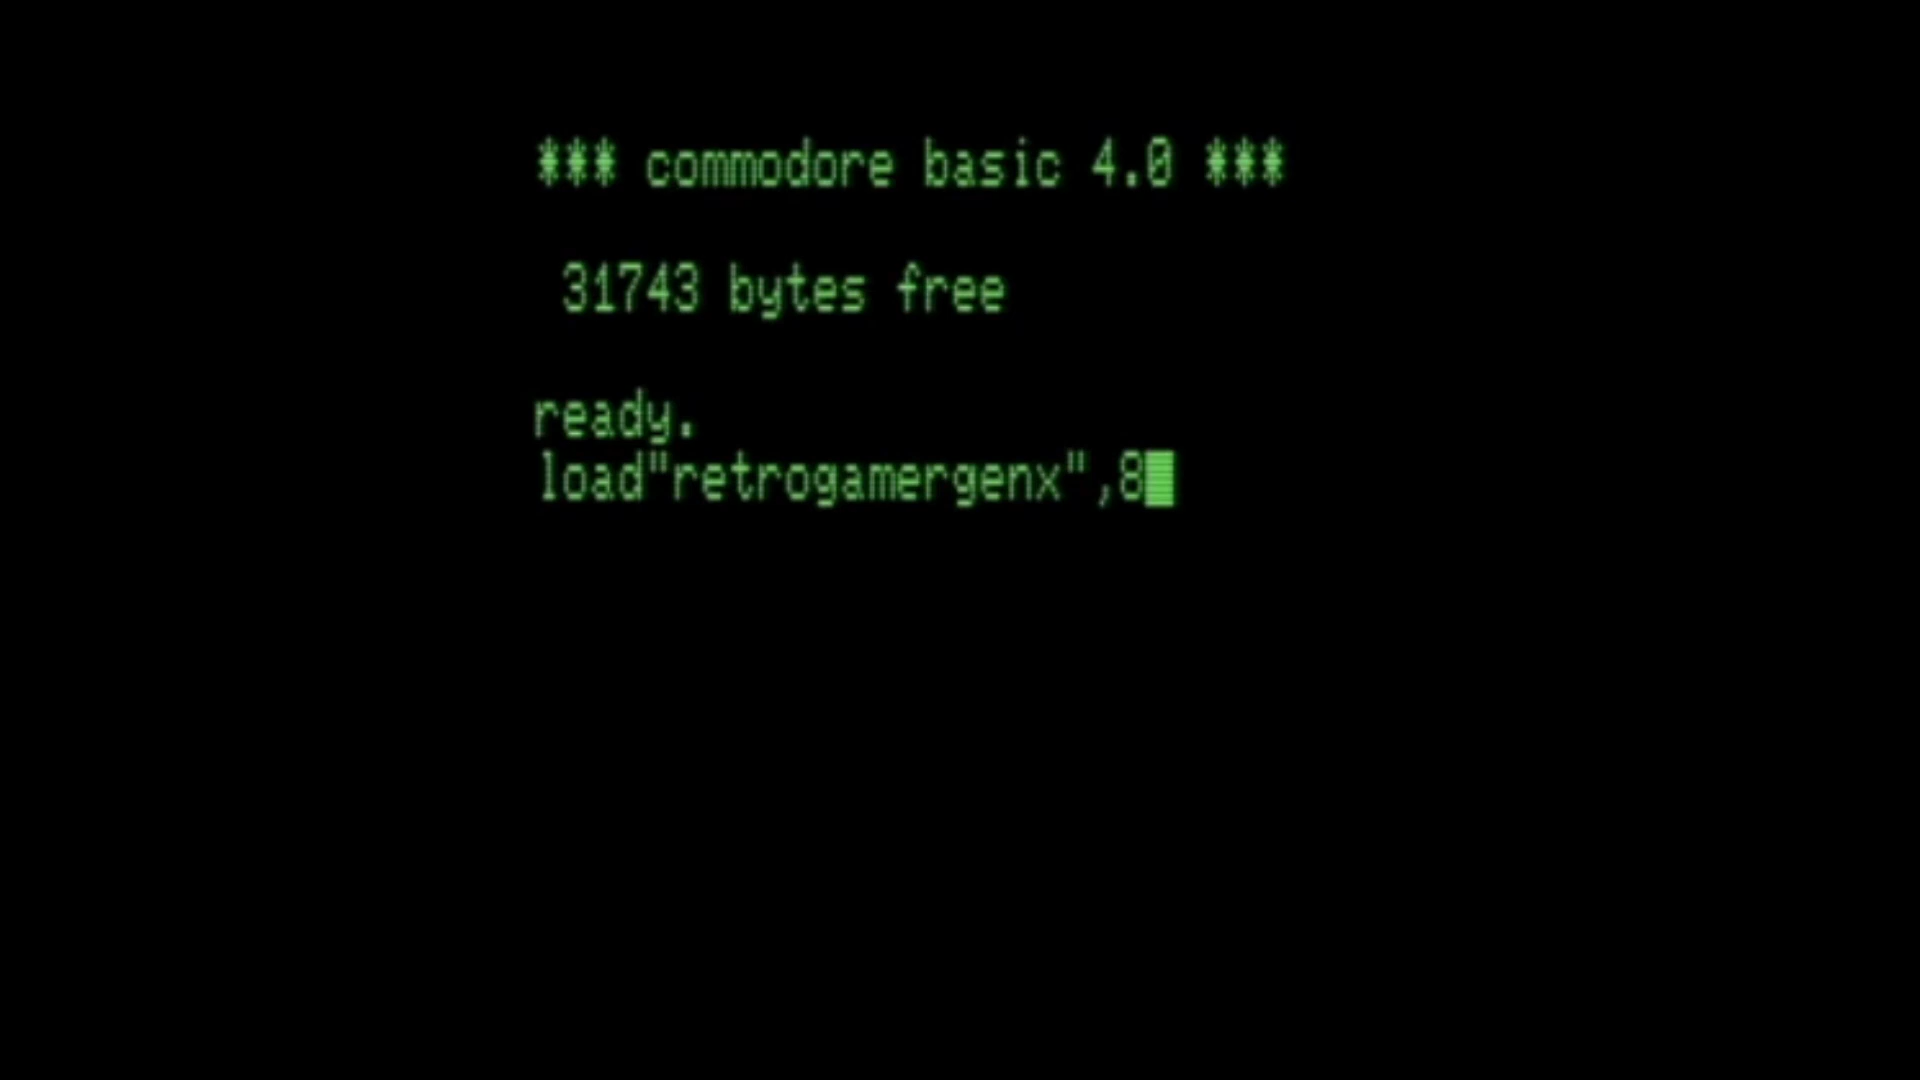 *** commodore basic 4.0 ***
31743 bytes free
ready.
load"retrogamergenx",8